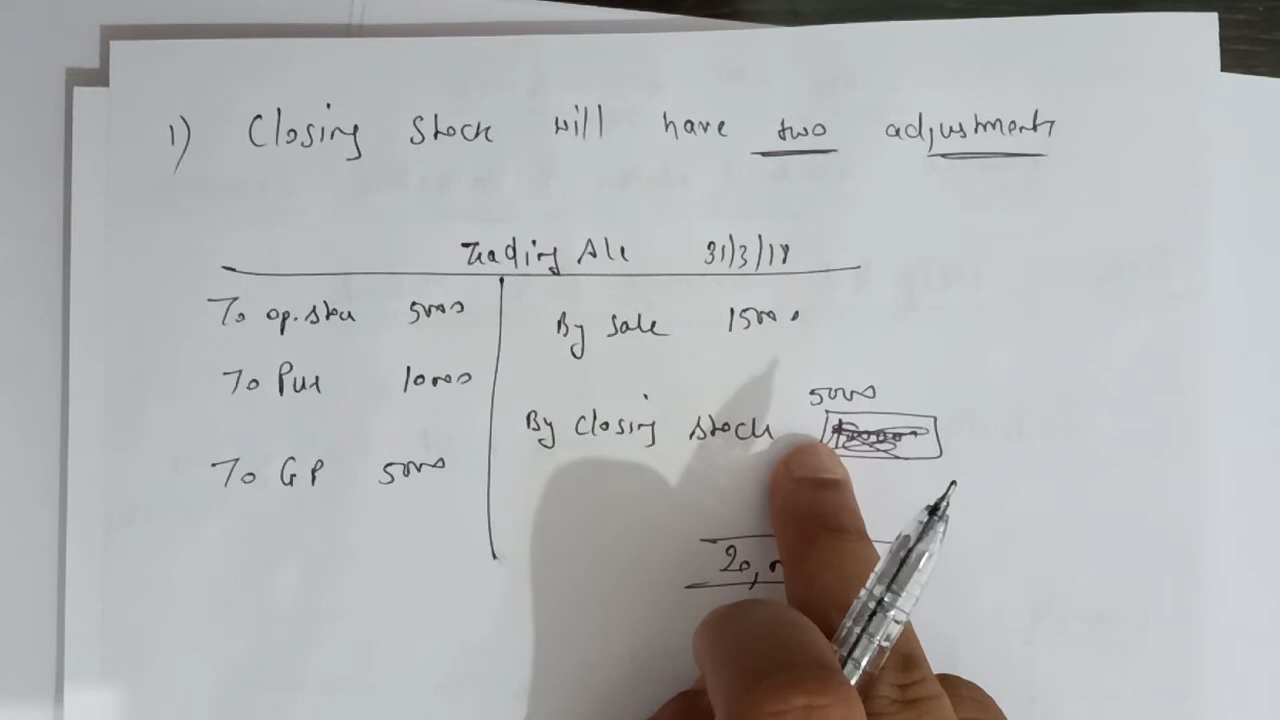 1) Closing Stock will have two adjustments
Trading A/c 31/3/18
To op. stock 5000
By Sale 15000
To Pur 10000
5000
By Closing stock
To GP 5000
20,